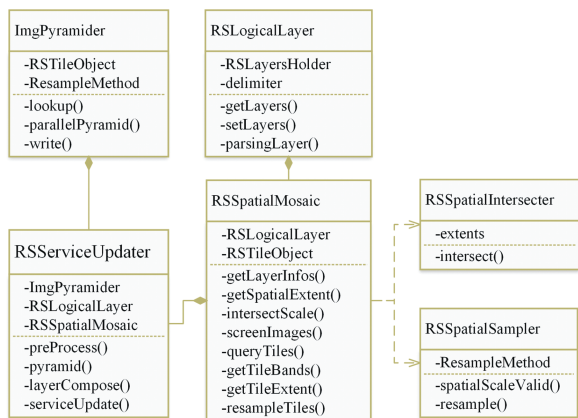 ImgPyramider
-RSTileObject
-ResampleMethod
-lookup()
-parallelPyramid()
-write()
RSLogicalLayer
-RSLayersHolder
-delimiter
-getLayers()
-setLayers()
-parsingLayer()
RSServiceUpdater
-ImgPyramider
-RSLogicalLayer
-RSSpatialMosaic
-preProcess()
-pyramid()
-layerCompose()
-serviceUpdate()
RSSpatialMosaic
-RSLogicalLayer
-RSTileObject
-getLayerInfos()
-getSpatialExtent()
-intersectScale()
-screenImages()
-queryTiles()
-getTileBands()
-getTileExtent()
-resampleTiles()
RSSpatialIntersecter
-extents
-intersect()
RSSpatialSampler
-ResampleMethod
-spatialScaleValid()
-resample()